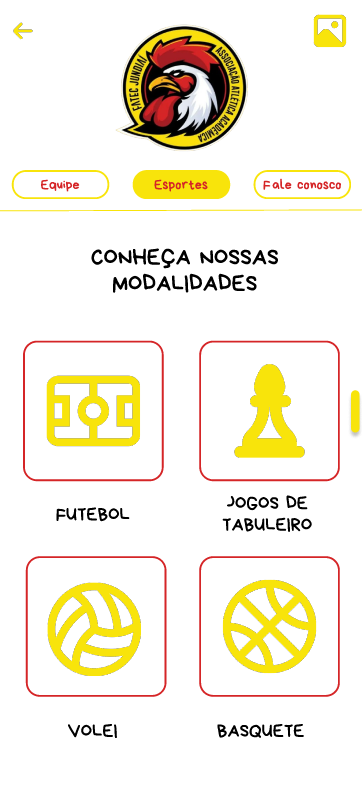 FATEC JUNDIAÍ
ASSOCIAÇÃO ATLÉTICA ACADÊMICA
Equipe
Esportes
Fale conosco
CONHEÇA NOSSAS
MODALIDADES
FUTEBOL
JOGOS DE
TABULEIRO
VOLEI
BASQUETE